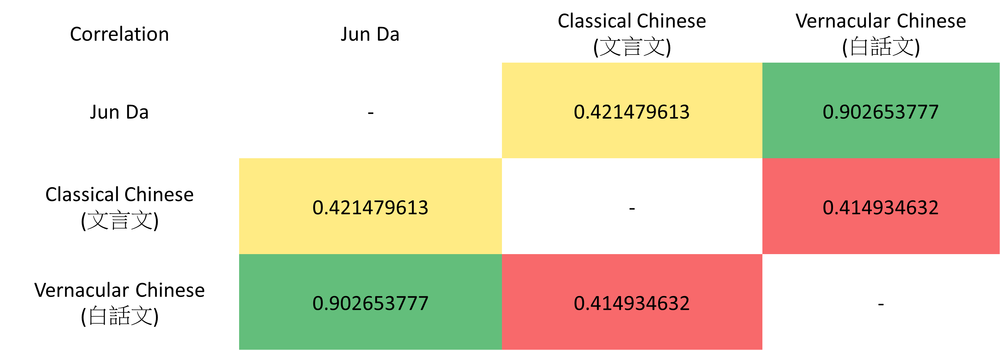 Correlation
Jun Da
Classical Chinese
(文言文)
Vernacular Chinese
(白話文)
Jun Da
-
0.421479613
0.902653777
Classical Chinese
(文言文)
0.421479613
-
0.414934632
Vernacular Chinese
(白話文)
0.902653777
0.414934632
-